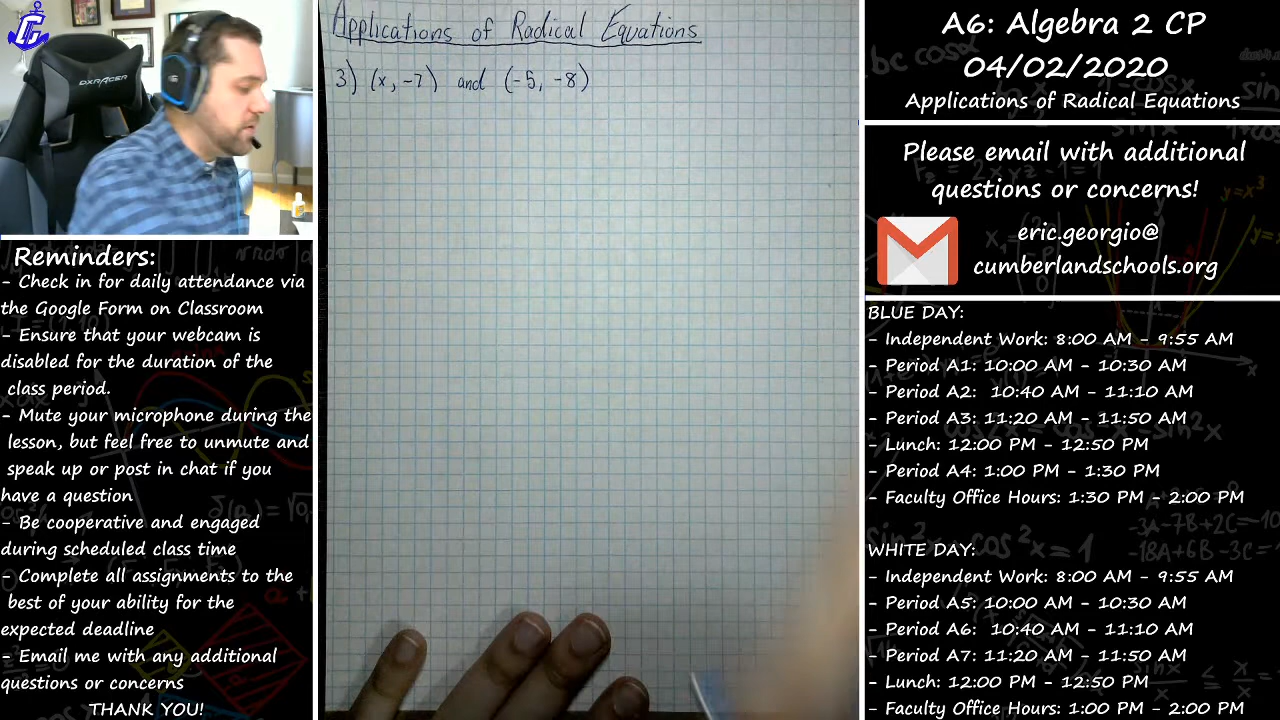 C
DXRACER
Applications of Radical Equations
3) (x, -7) and (-5, -8)
A6: Algebra 2 CP
04/02/2020
Applications of Radical Equations
Please email with additional
questions or concerns!
eric.georgio@
cumberlandschools.org
Reminders:
- Check in for daily attendance via
the Google Form on Classroom
- Ensure that your webcam is
disabled for the duration of the
class period.
- Mute your microphone during the
lesson, but feel free to unmute and
speak up or post in chat if you
have a question
- Be cooperative and engaged
during scheduled class time
- Complete all assignments to the
best of your ability for the
expected deadline
- Email me with any additional
questions or concerns
THANK YOU!
BLUE DAY:
- Independent Work: 8:00 AM - 9:55 AM
- Period A1: 10:00 AM - 10:30 AM
- Period A2: 10:40 AM - 11:10 AM
- Period A3: 11:20 AM - 11:50 AM
- Lunch: 12:00 PM - 12:50 PM
- Period A4: 1:00 PM - 1:30 PM
- Faculty Office Hours: 1:30 PM - 2:00 PM
WHITE DAY:
- Independent Work: 8:00 AM - 9:55 AM
- Period A5: 10:00 AM - 10:30 AM
- Period A6: 10:40 AM - 11:10 AM
- Period A7: 11:20 AM - 11:50 AM
- Lunch: 12:00 PM - 12:50 PM
- Faculty Office Hours: 1:00 PM - 2:00 PM